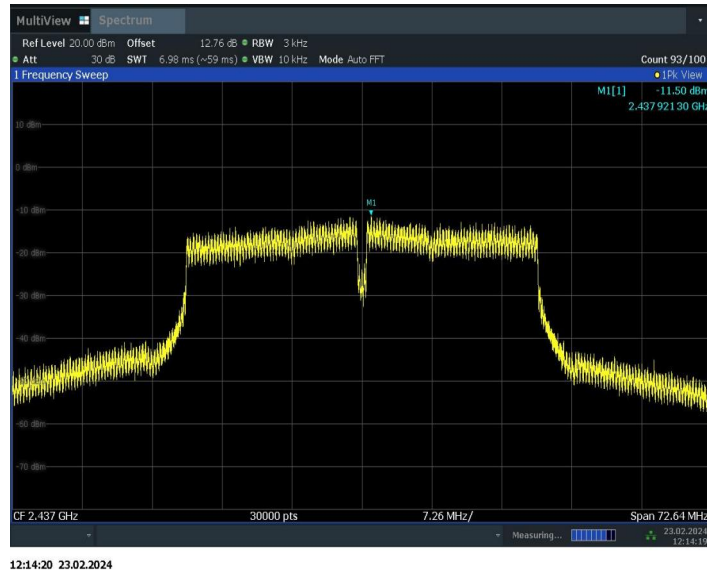 MultiView Spectrum
Ref Level 20.00 dBm Offset 12.76 dB RBW 3 kHz
Att 30 dB SWT 6.98 ms (~59 ms) VBW 10 kHz Mode Auto FFT Count 93/100
1 Frequency Sweep 1Pk View
M1[1] -11.50 dBm
2.437 921 30 GHz
10 dBm
0 dBm
-10 dBm
M1
-20 dBm
-30 dBm
-40 dBm
-60 dBm
-70 dBm
CF 2.437 GHz 30000 pts 7.26 MHz/ Span 72.64 MHz
Measuring... 23.02.2024
12:14:19
12:14:20 23.02.2024